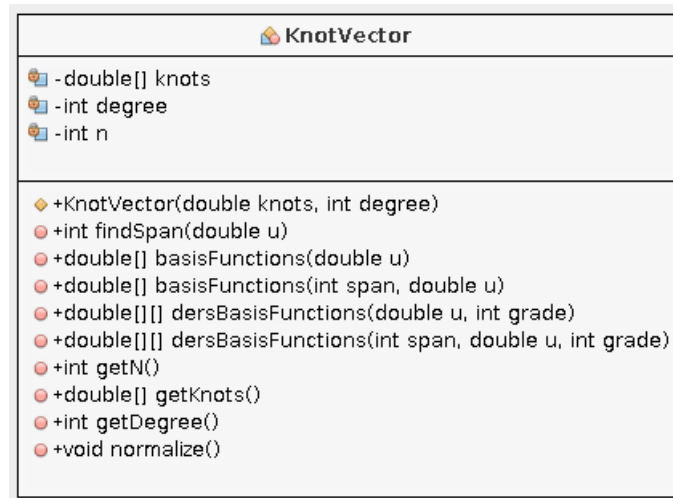 KnotVector
-double[] knots
-int degree
-int n
+KnotVector(double knots, int degree)
+int findSpan(double u)
+double[] basisFunctions(double u)
+double[] basisFunctions(int span, double u)
+double[][] dersBasisFunctions(double u, int grade)
+double[][] dersBasisFunctions(int span, double u, int grade)
+int getN()
+double[] getKnots()
+int getDegree()
+void normalize()